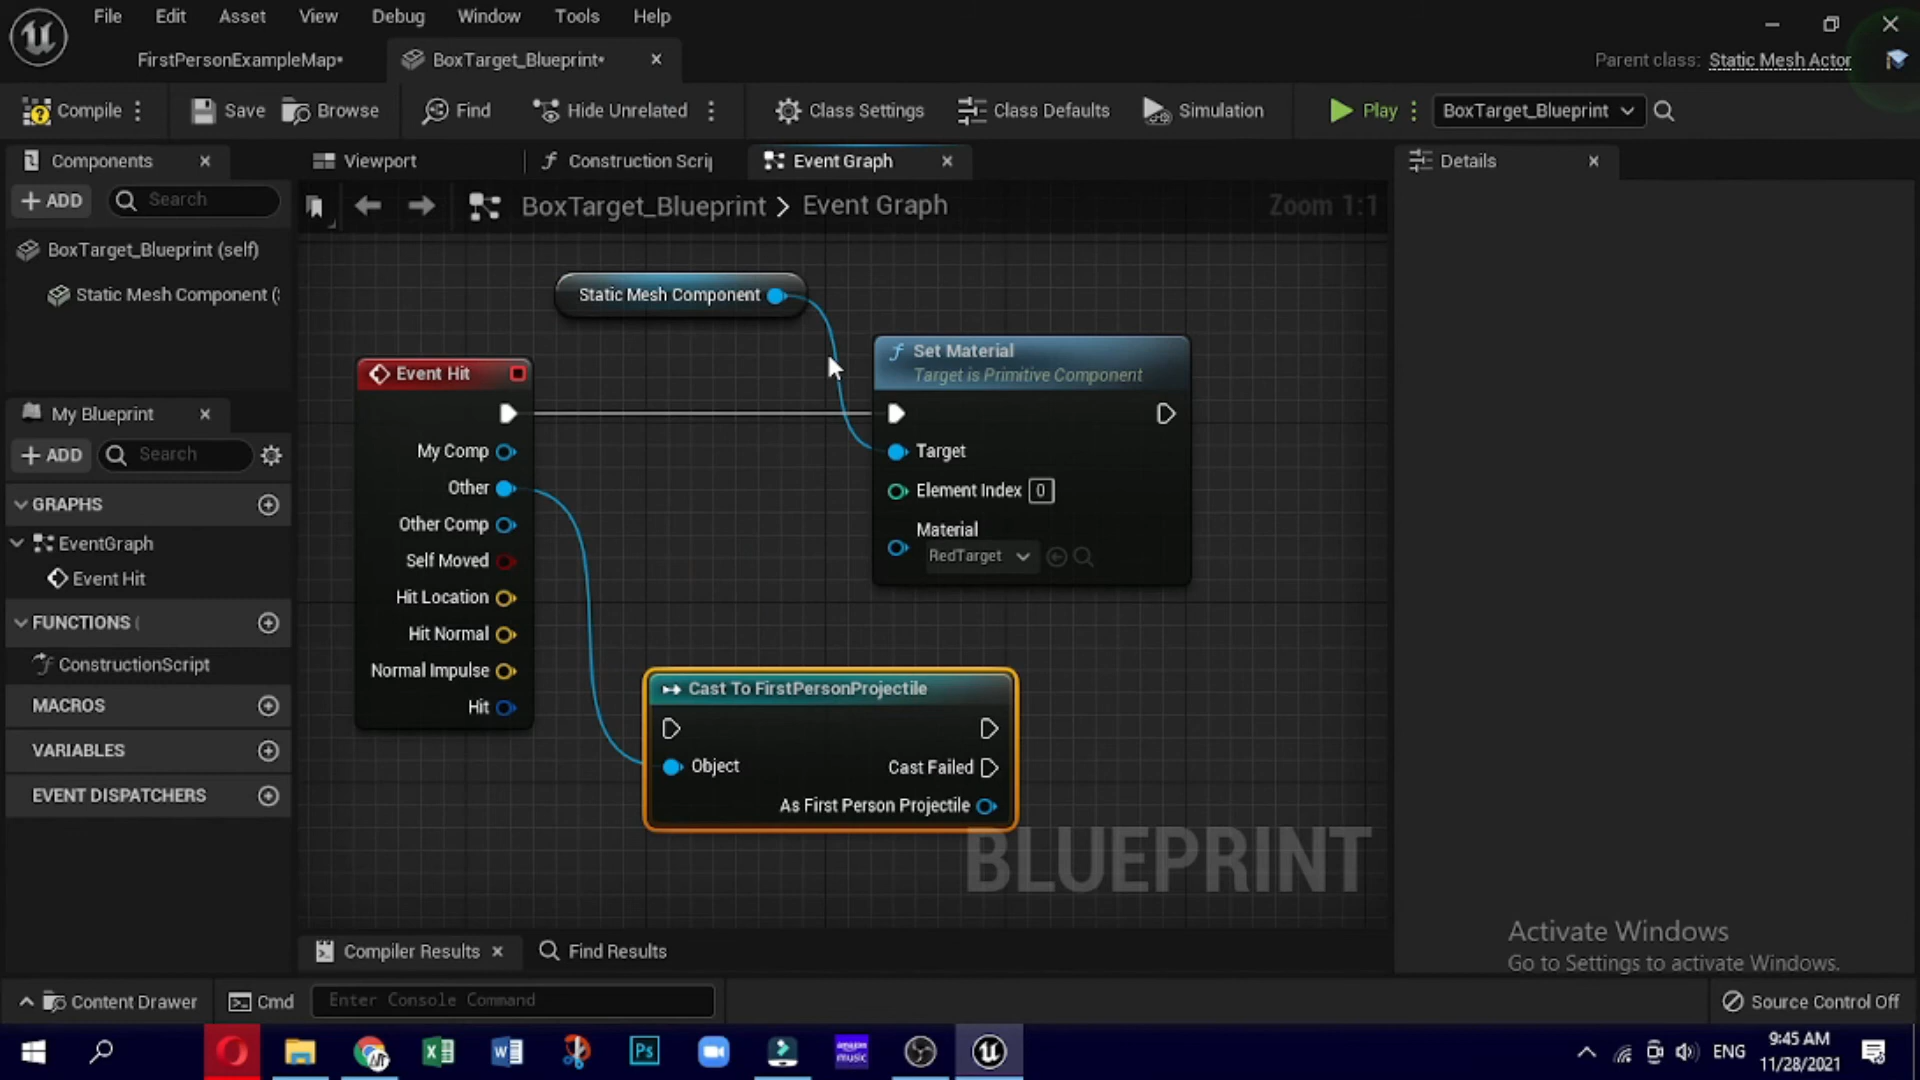 File Edit Asset View Debug Window Tools Help
FirstPersonExampleMap• BoxTarget_Blueprint• Parent class: Static Mesh Actor
Compile Save Browse Find Hide Unrelated Class Settings Class Defaults Simulation Play BoxTarget_Blueprint
Components Viewport Construction Scrip Event Graph Details
ADD Search BoxTarget_Blueprint > Event Graph Zoom 1:1
BoxTarget_Blueprint (self)
Static Mesh Component (
My Blueprint
ADD Search
GRAPHS
EventGraph
Event Hit
FUNCTIONS (
ConstructionScript
MACROS
VARIABLES
EVENT DISPATCHERS
Static Mesh Component
Event Hit
My Comp
Other
Other Comp
Self Moved
Hit Location
Hit Normal
Normal Impulse
Hit
Set Material
Target is Primitive Component
Target
Element Index 0
Material
RedTarget
Cast To FirstPersonProjectile
Object
Cast Failed
As First Person Projectile
BLUEPRINT
Activate Windows
Go to Settings to activate Windows.
Compiler Results Find Results
Content Drawer Cmd Enter Console Command Source Control Off
Ps amazon music ENG 9:45 AM
11/28/2021